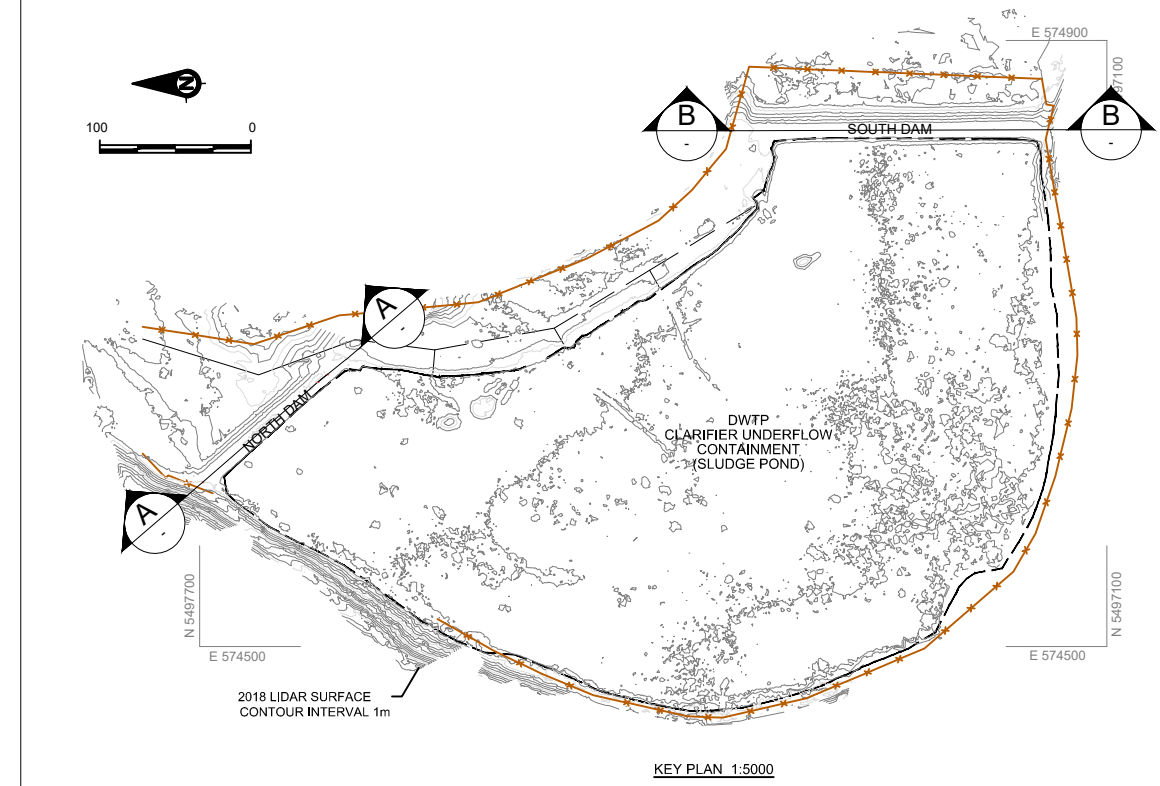 E 574900
97100
N
100 0
B
-
B
-
SOUTH DAM
A
-
NORTH DAM
DWTP
CLARIFIER UNDERFLOW
CONTAINMENT
(SLUDGE POND)
A
-
N 5497700
N 5497100
E 574500
E 574500
2018 LIDAR SURFACE
CONTOUR INTERVAL 1m
KEY PLAN 1:5000